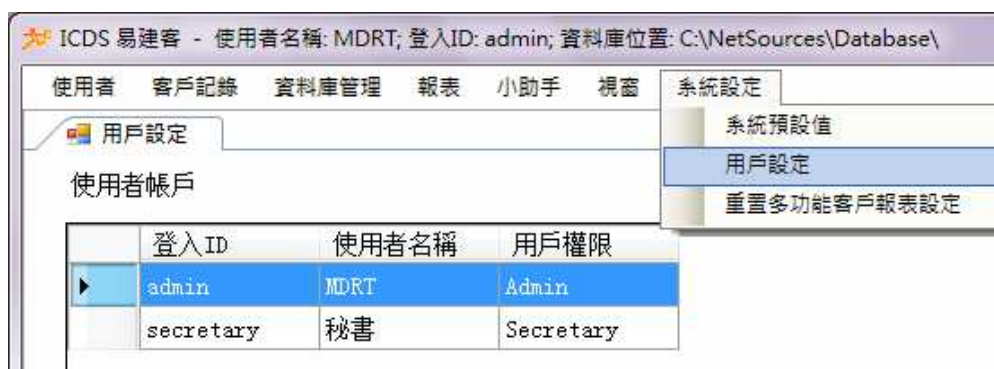 ICDS 易建客 - 使用者名稱: MDRT; 登入ID: admin; 資料庫位置: C:\NetSources\Database\
使用者 客戶記錄 資料庫管理 報表 小助手 視窗 系統設定
系統預設值
用戶設定
重置多功能客戶報表設定
用戶設定
使用者帳戶
登入ID 使用者名稱 用戶權限
admin MDRT Admin
secretary 秘書 Secretary